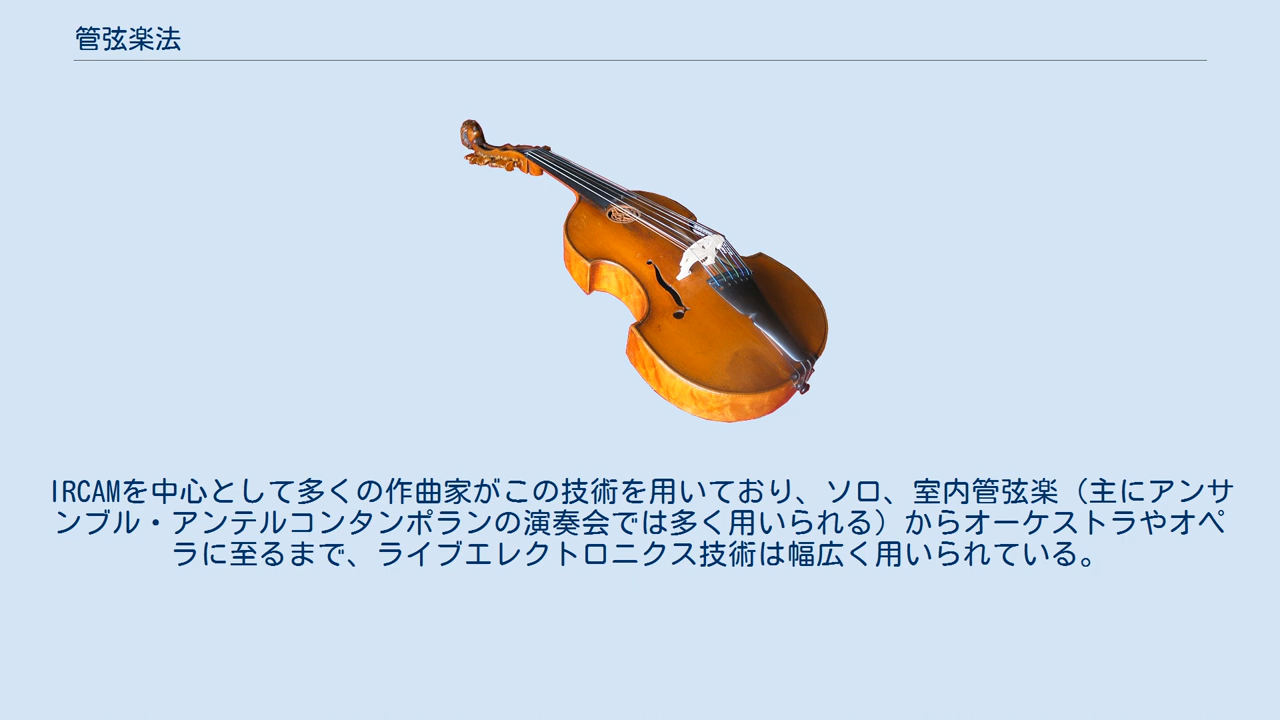 管弦楽法
IRCAMを中心として多くの作曲家がこの技術を用いており、ソロ、室内管弦楽（主にアンサ
ンブル・アンテルコンタンポランの演奏会では多く用いられる）からオーケストラやオペ
ラに至るまで、ライブエレクトロニクス技術は幅広く用いられている。